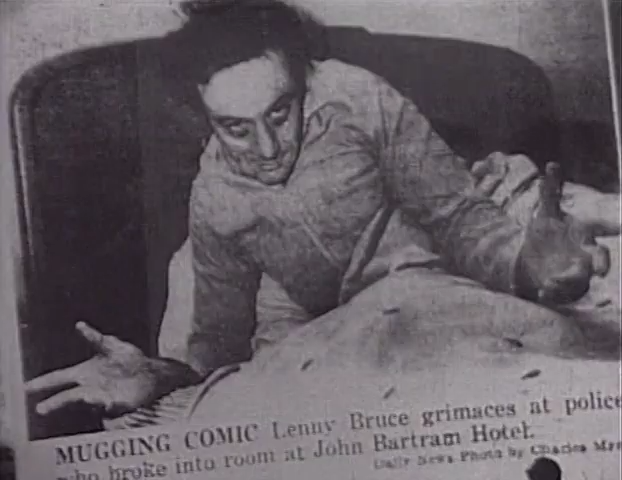 MUGGING COMIC Lenny Bruce grimaces at police
who broke into room at John Bartram Hotel.
Daily News Photo by Charles